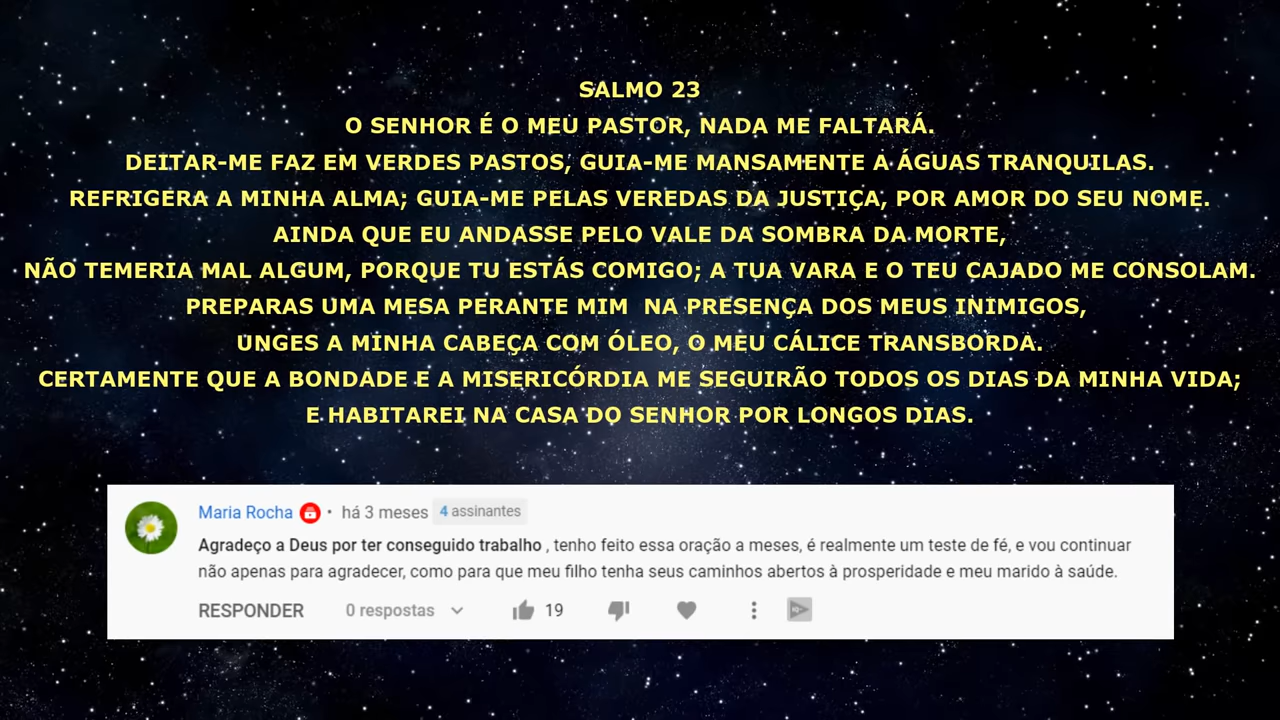 SALMO 23
O SENHOR É O MEU PASTOR, NADA ME FALTARÁ.
DEITAR-ME FAZ EM VERDES PASTOS, GUIA-ME MANSAMENTE A ÁGUAS TRANQUILAS.
REFRIGERA A MINHA ALMA; GUIA-ME PELAS VEREDAS DA JUSTIÇA, POR AMOR DO SEU NOME.
AINDA QUE EU ANDASSE PELO VALE DA SOMBRA DA MORTE,
NÃO TEMERIA MAL ALGUM, PORQUE TU ESTÁS COMIGO; A TUA VARA E O TEU CAJADO ME CONSOLAM.
PREPARAS UMA MESA PERANTE MIM  NA PRESENÇA DOS MEUS INIMIGOS,
UNGES A MINHA CABEÇA COM ÓLEO, O MEU CÁLICE TRANSBORDA.
CERTAMENTE QUE A BONDADE E A MISERICÓRDIA ME SEGUIRÃO TODOS OS DIAS DA MINHA VIDA;
E HABITAREI NA CASA DO SENHOR POR LONGOS DIAS.
Maria Rocha • há 3 meses 4 assinantes
Agradeço a Deus por ter conseguido trabalho , tenho feito essa oração a meses, é realmente um teste de fé, e vou continuar
não apenas para agradecer, como para que meu filho tenha seus caminhos abertos à prosperidade e meu marido à saúde.
RESPONDER 0 respostas 19